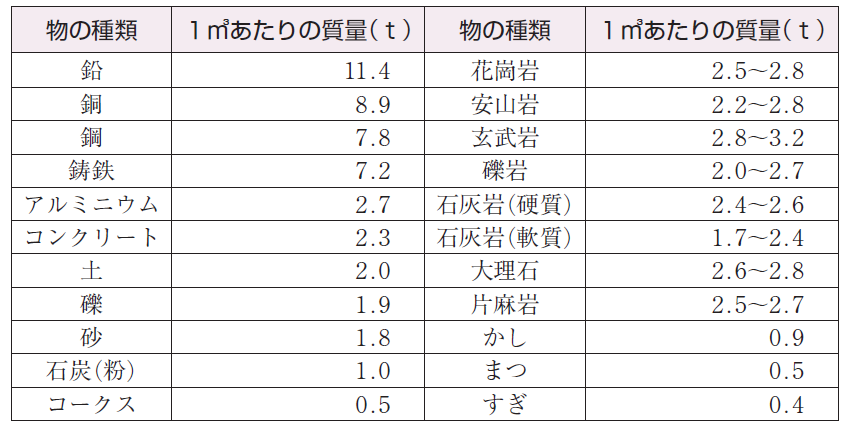 物の種類 1㎥あたりの質量(t) 物の種類 1㎥あたりの質量(t)
鉛 11.4 花崗岩 2.5～2.8
銅 8.9 安山岩 2.2～2.8
鋼 7.8 玄武岩 2.8～3.2
鋳鉄 7.2 礫岩 2.0～2.7
アルミニウム 2.7 石灰岩(硬質) 2.4～2.6
コンクリート 2.3 石灰岩(軟質) 1.7～2.4
土 2.0 大理石 2.6～2.8
礫 1.9 片麻岩 2.5～2.7
砂 1.8 かし 0.9
石炭(粉) 1.0 まつ 0.5
コークス 0.5 すぎ 0.4